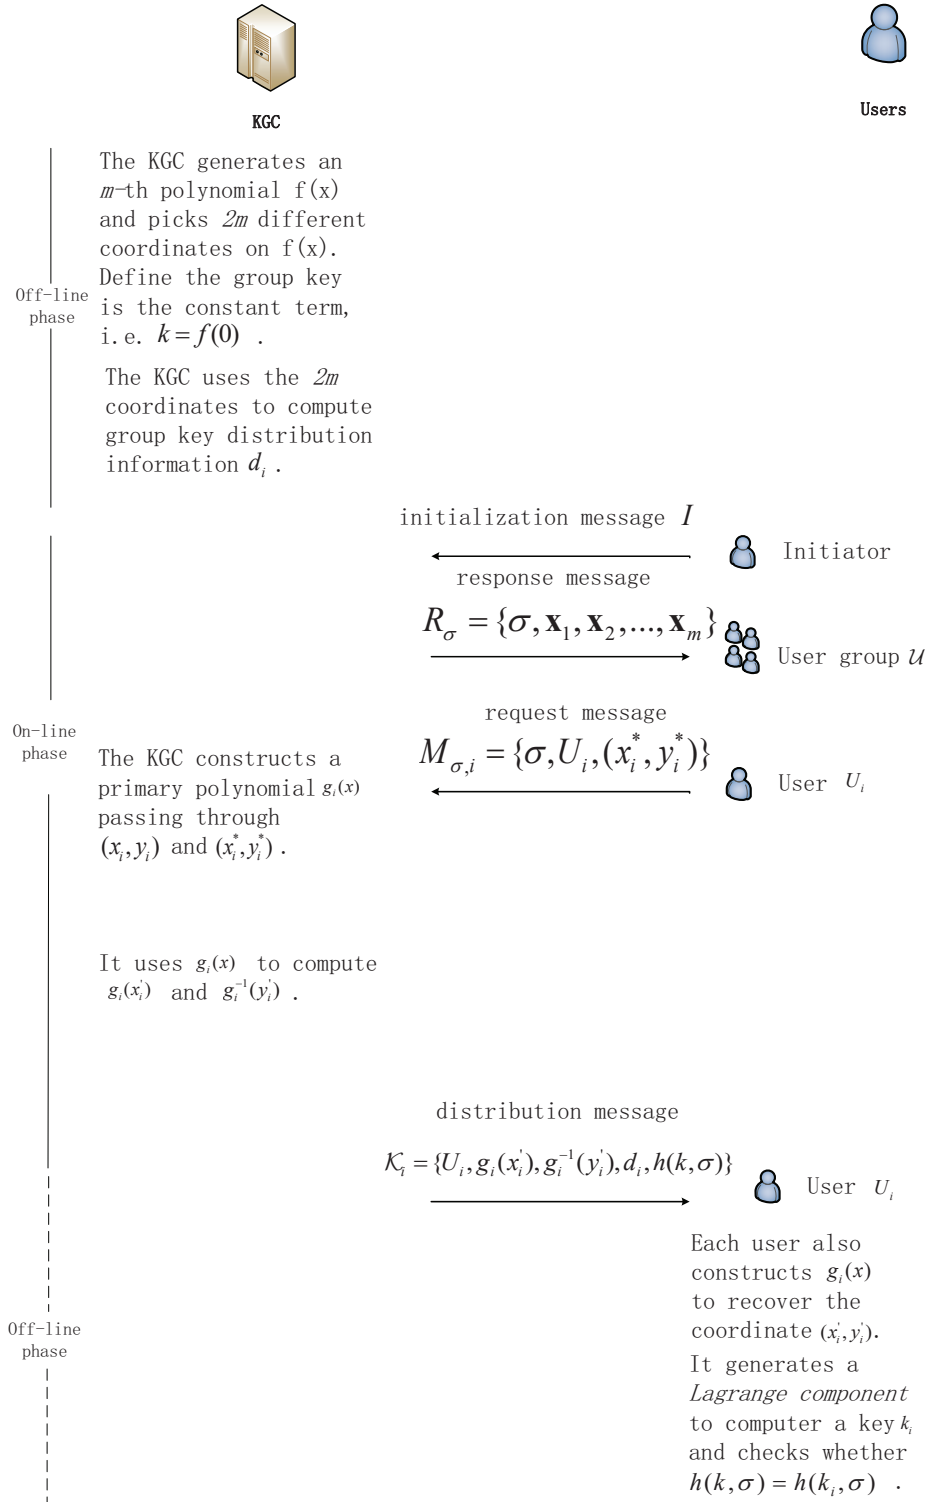 KGC
Users
The KGC generates an
m-th polynomial f(x)
and picks 2m different
coordinates on f(x).
Define the group key
is the constant term,
i.e. k = f(0) .
Off-line
phase
The KGC uses the 2m
coordinates to compute
group key distribution
information d_i .
initialization message I
Initiator
response message
R_σ = {σ, x_1, x_2, ..., x_m}
User group 𝒰
On-line
phase
request message
M_{σ,i} = {σ, U_i, (x_i^*, y_i^*)}
User U_i
The KGC constructs a
primary polynomial g_i(x)
passing through
(x_i, y_i) and (x_i^*, y_i^*) .
It uses g_i(x) to compute
g_i(x_i') and g_i^{-1}(y_i') .
distribution message
𝒦_i = {U_i, g_i(x_i'), g_i^{-1}(y_i'), d_i, h(k, σ)}
User U_i
Off-line
phase
Each user also
constructs g_i(x)
to recover the
coordinate (x_i', y_i').
It generates a
Lagrange component
to computer a key k_i
and checks whether
h(k, σ) = h(k_i, σ) .